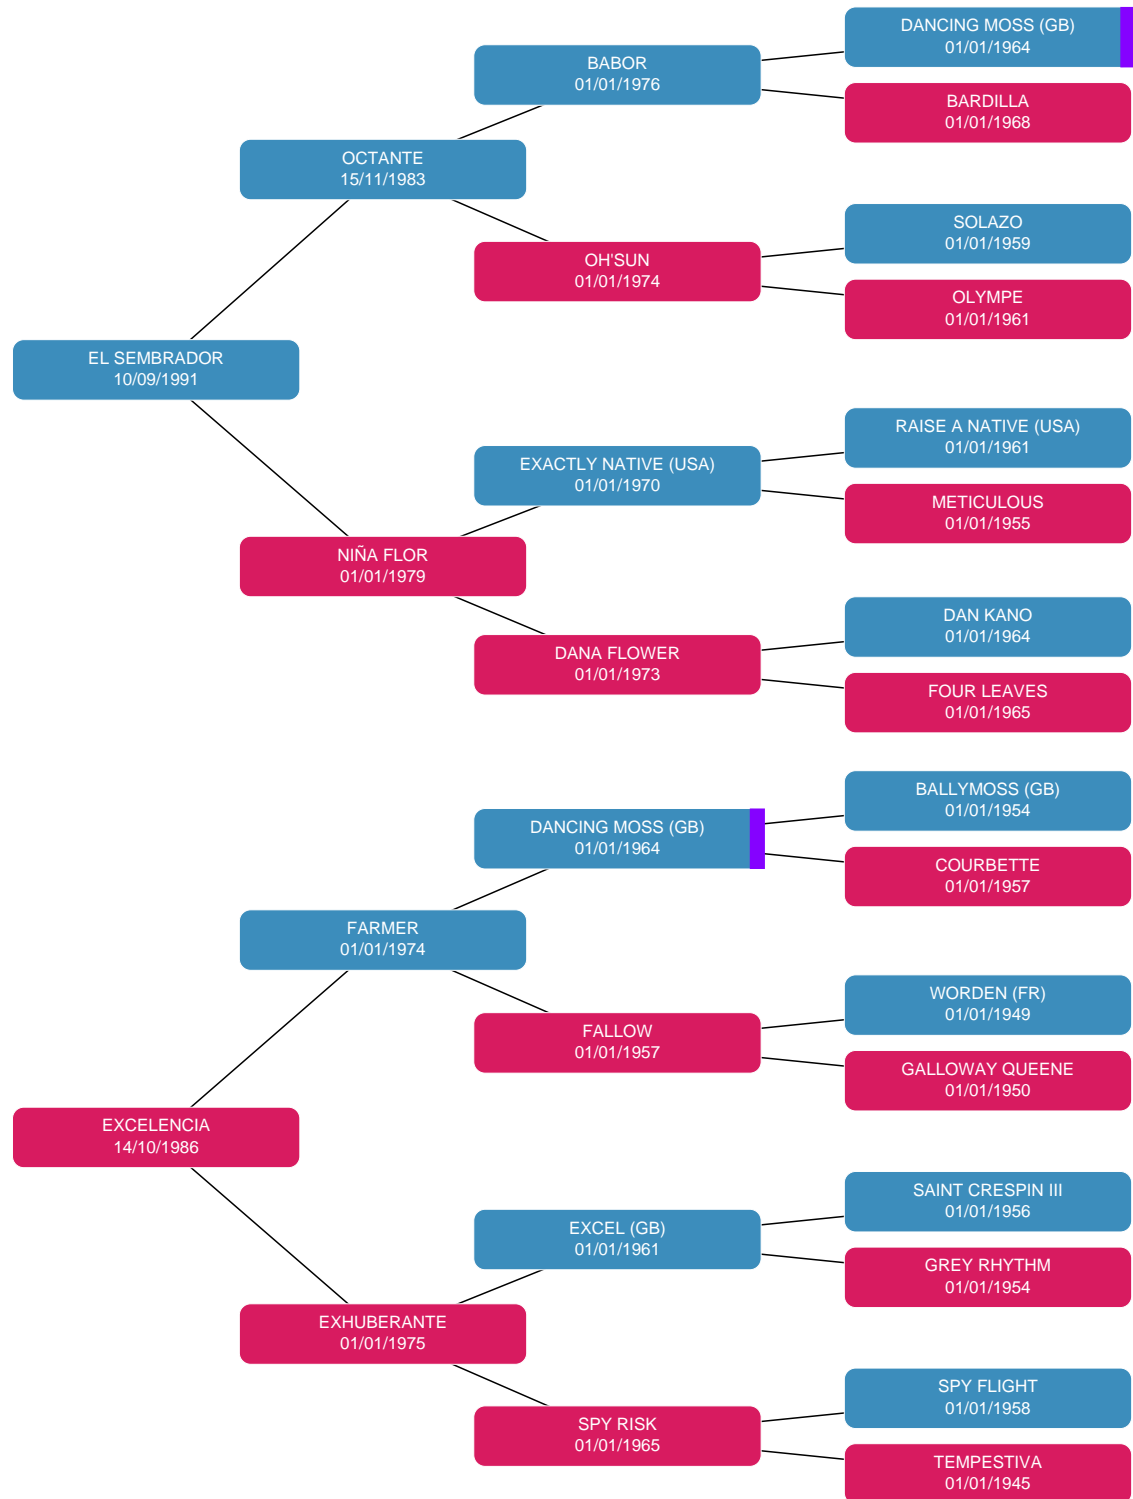 DANCING MOSS (GB)
01/01/1964
BABOR
01/01/1976
BARDILLA
01/01/1968
OCTANTE
15/11/1983
SOLAZO
01/01/1959
OH'SUN
01/01/1974
OLYMPE
01/01/1961
EL SEMBRADOR
10/09/1991
RAISE A NATIVE (USA)
01/01/1961
EXACTLY NATIVE (USA)
01/01/1970
METICULOUS
01/01/1955
NIÑA FLOR
01/01/1979
DAN KANO
01/01/1964
DANA FLOWER
01/01/1973
FOUR LEAVES
01/01/1965
BALLYMOSS (GB)
01/01/1954
DANCING MOSS (GB)
01/01/1964
COURBETTE
01/01/1957
FARMER
01/01/1974
WORDEN (FR)
01/01/1949
FALLOW
01/01/1957
GALLOWAY QUEENE
01/01/1950
EXCELENCIA
14/10/1986
SAINT CRESPIN III
01/01/1956
EXCEL (GB)
01/01/1961
GREY RHYTHM
01/01/1954
EXHUBERANTE
01/01/1975
SPY FLIGHT
01/01/1958
SPY RISK
01/01/1965
TEMPESTIVA
01/01/1945